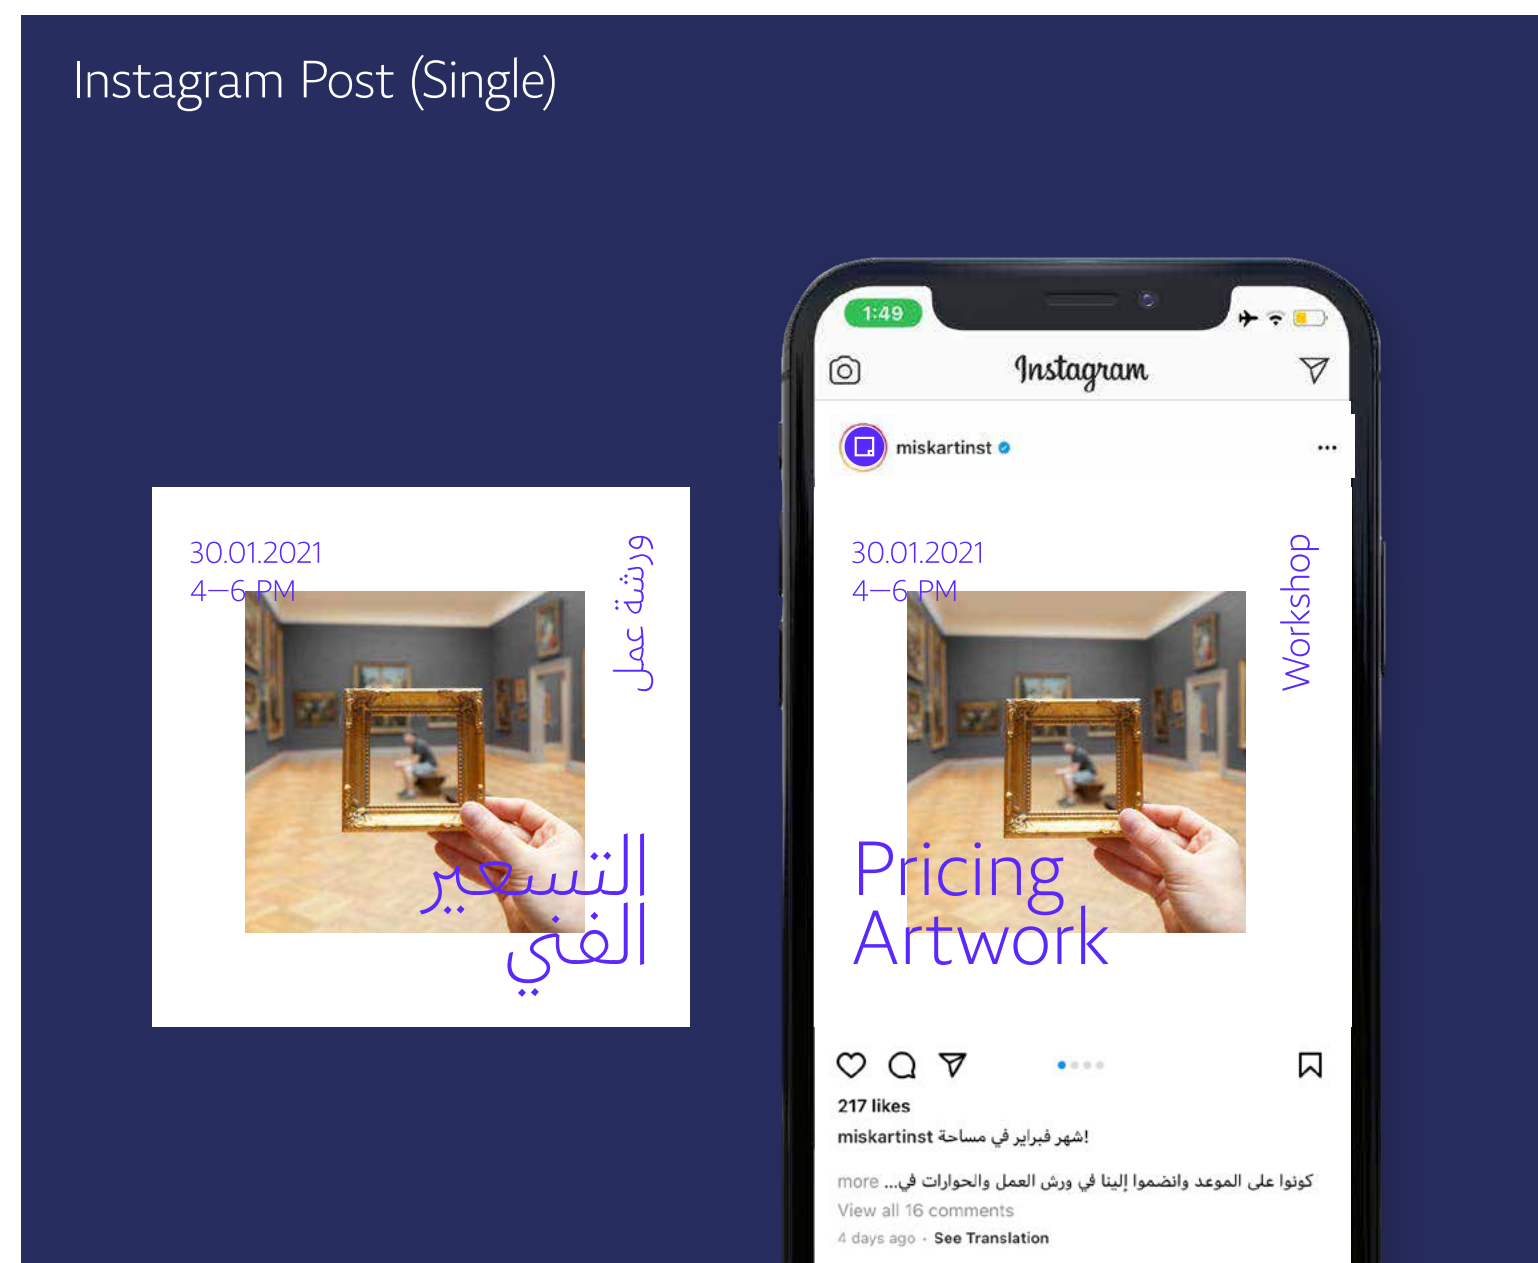 Instagram Post (Single)
30.01.2021
4–6 PM
ورشة عمل
التسعير
الفني
1:49
Instagram
miskartinst
30.01.2021
4–6 PM
Workshop
Pricing
Artwork
217 likes
miskartinst شهر فبراير في مساحة!
كونوا على الموعد وانضموا إلينا في ورش العمل والحوارات في... more
View all 16 comments
4 days ago · See Translation